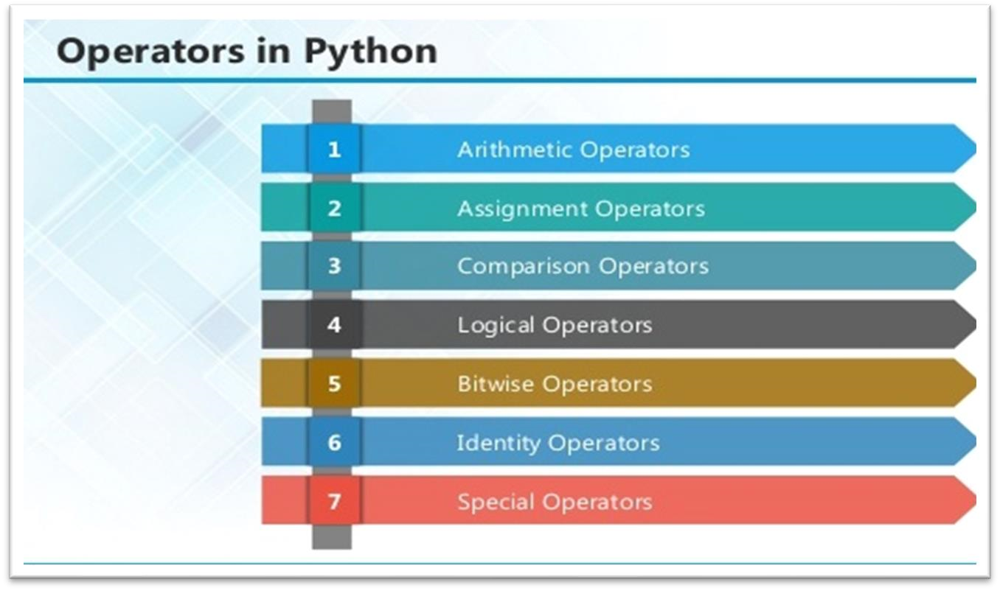 Operators in Python
1 Arithmetic Operators
2 Assignment Operators
3 Comparison Operators
4 Logical Operators
5 Bitwise Operators
6 Identity Operators
7 Special Operators